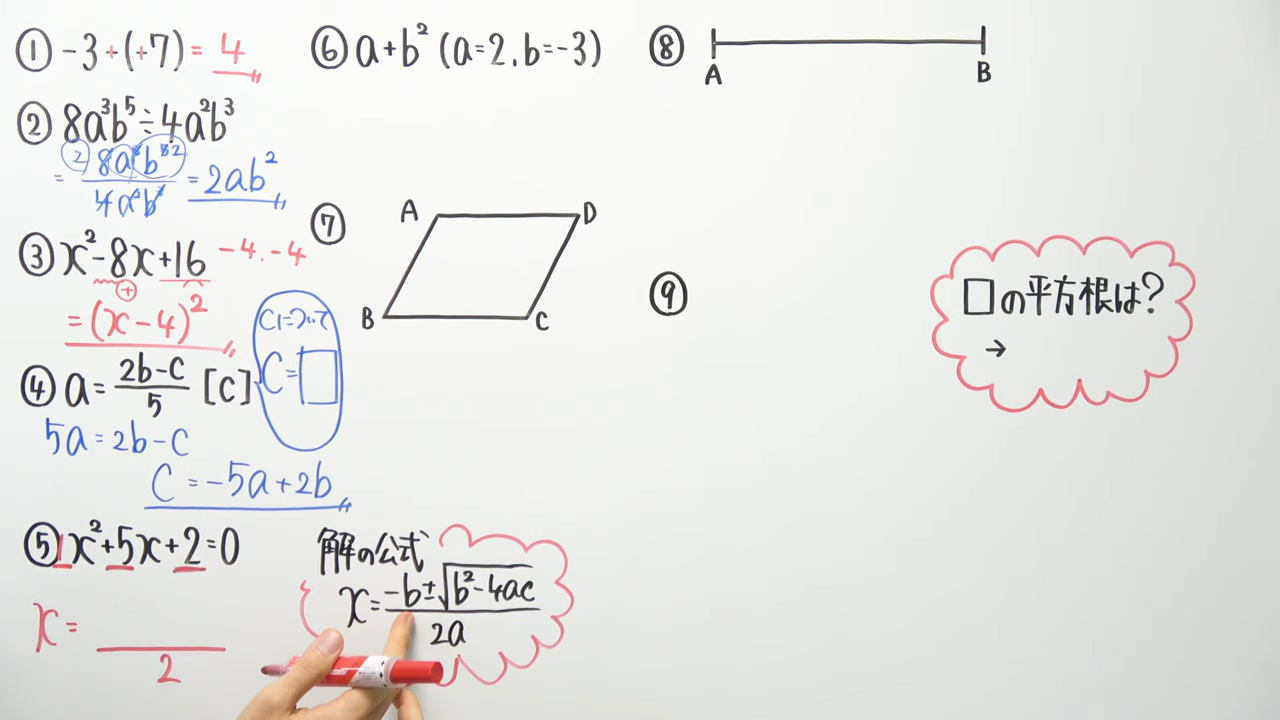 ① -3+(+7)=4
② 8a³b⁵÷4a²b³
= 8a³b⁵ / 4a²b³ = 2ab²
③ x²-8x+16 -4.-4
+
=(x-4)²
④ a=(2b-c)/5 [c]
Cについて
C=□
5a=2b-c
C=-5a+2b
⑤ 1x²+5x+2=0
x= /2
解の公式
x=(-b±√(b²-4ac))/2a
⑥ a+b² (a=2.b=-3)
⑦ A D
B C
⑧
A B
⑨
□の平方根は?
→